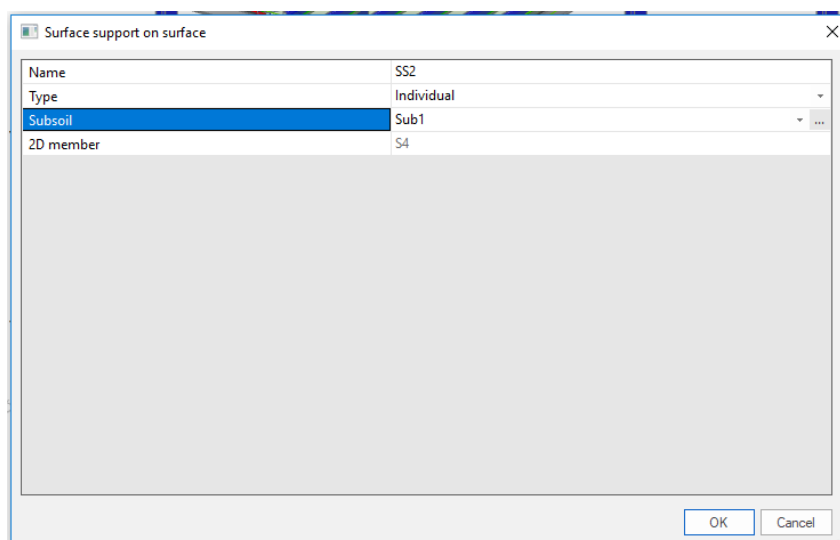 Surface support on surface
Name SS2
Type Individual
Subsoil Sub1 ...
2D member S4
OK Cancel